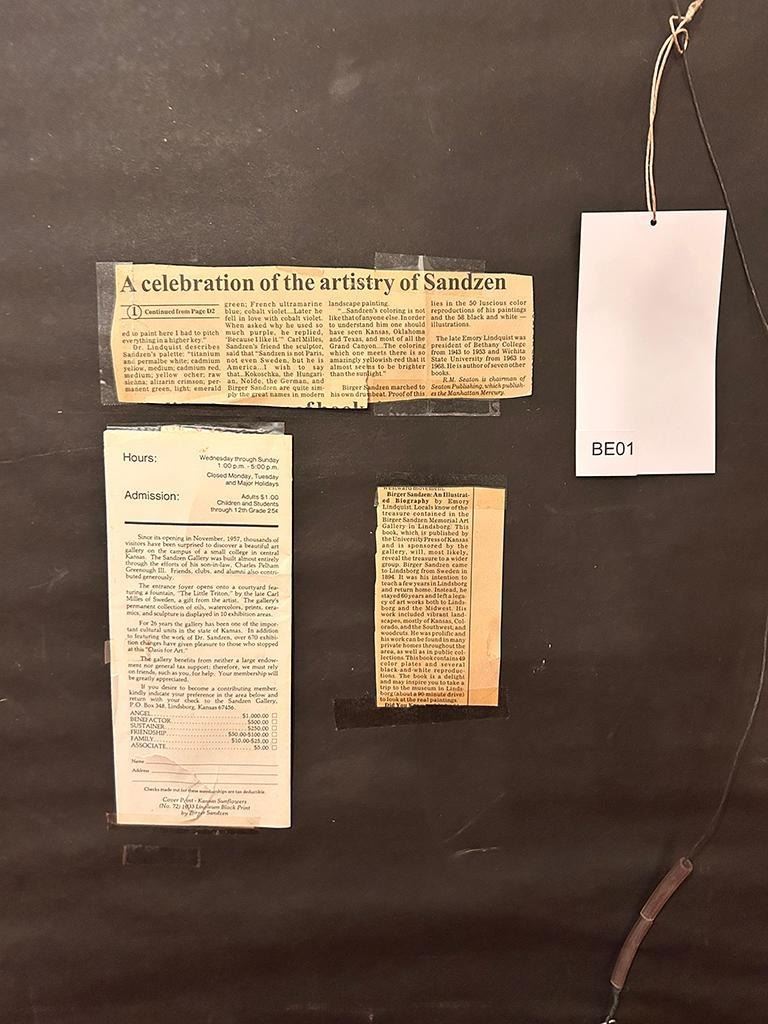 A celebration of the artistry of Sandzen
1 Continued from Page D2
ed to paint here I had to pitch
everything in a higher key."
Dr. Lindquist describes
Sandzen's palette: "titanium
and permalbe white; cadmium
yellow, medium; cadmium red,
medium; yellow ocher; raw
sienna; alizarin crimson; per-
manent green, light; emerald
green; French ultramarine
blue; cobalt violet....Later he
fell in love with cobalt violet.
When asked why he used so
much purple, he replied,
'Because I like it.'" Carl Milles,
Sandzen's friend the sculptor,
said that "Sandzen is not Paris,
not even Sweden, but he is
America...I wish to say
that...Kokoschka, the Hungari-
an, Nolde, the German, and
Birger Sandzen are quite sim-
ply the great names in modern
landscape painting.
"...Sandzen's coloring is not
like that of anyone else. In order
to understand him one should
have seen Kansas, Oklahoma
and Texas, and most of all the
Grand Canyon...The coloring
which one meets there is so
amazingly yellowish red that it
almost seems to be brighter
than the sunlight."
Birger Sandzen marched to
his own drumbeat. Proof of this
lies in the 50 luscious color
reproductions of his paintings
and the 58 black and white —
illustrations.
The late Emory Lindquist was
president of Bethany College
from 1943 to 1953 and Wichita
State University from 1963 to
1968. He is author of seven other
books.
R.M. Seaton is chairman of
Seaton Publishing, which publish-
es the Manhattan Mercury.
BE01
Hours:
Wednesday through Sunday
1:00 p.m. - 5:00 p.m.
Closed Monday, Tuesday
and Major Holidays
Admission:
Adults $1.00
Children and Students
through 12th Grade 25¢
Since its opening in November, 1957, thousands of
visitors have been surprised to discover a beautiful art
gallery on the campus of a small college in central
Kansas. The Sandzen Gallery was built almost entirely
through the efforts of his son-in-law, Charles Pelham
Greenough III. Friends, clubs, and alumni also contri-
buted generously.
The entrance foyer opens onto a courtyard fea-
turing a fountain, "The Little Triton," by the late Carl
Milles of Sweden, a gift from the artist. The gallery's
permanent collection of oils, watercolors, prints, cera-
mics, and sculpture is displayed in 10 exhibition areas.
For 26 years the gallery has been one of the impor-
tant cultural units in the state of Kansas. In addition
to featuring the work of Dr. Sandzen, over 670 exhibi-
tion changes have given pleasure to those who stopped
at this "Oasis for Art."
The gallery benefits from neither a large endow-
ment nor general tax support; therefore, we must rely
on friends, such as you, for help. Your membership will
be greatly appreciated.
If you desire to become a contributing member,
kindly indicate your preference in the area below and
return with your check to the Sandzen Gallery,
P.O. Box 348, Lindsborg, Kansas 67456.
ANGEL $1,000.00
BENEFACTOR $500.00
SUSTAINER $250.00
FRIENDSHIP $50.00-$100.00
FAMILY $10.00-$25.00
ASSOCIATE $5.00
Name
Address
Checks made out for these memberships are tax deductible.
Cover Print - Kansas Sunflowers
(No. 72) 1933 Linoleum Block Print
by Birger Sandzen
westward movement.
Birger Sandzen: An Illustrat-
ed Biography by Emory
Lindquist. Locals know of the
treasure contained in the
Birger Sandzen Memorial Art
Gallery in Lindsborg. This
book, which is published by
the University Press of Kansas
and is sponsored by the
gallery, will, most likely,
reveal the treasure to a wider
group. Birger Sandzen came
to Lindsborg from Sweden in
1894. It was his intention to
teach a few years in Lindsborg
and return home. Instead, he
stayed 60 years and left a lega-
cy of art works both to Linds-
borg and the Midwest. His
work included vibrant land-
scapes, mostly of Kansas, Col-
orado, and the Southwest, and
woodcuts. He was prolific and
his work can be found in many
private homes throughout the
area, as well as in public col-
lections. This book contains 49
color plates and several
black-and-white reproduc-
tions. The book is a delight
and may inspire you to take a
trip to the museum in Linds-
borg (about a 90 minute drive)
to look at the real paintings.
Did You